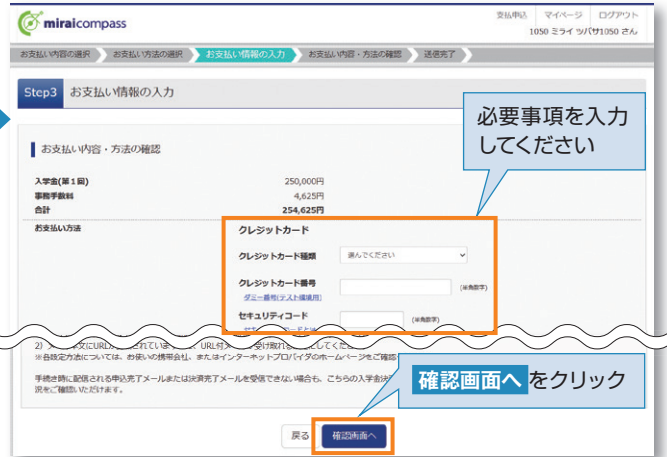 miraicompass
支払申込 マイページ ログアウト
1050 ミライ ツバサ1050 さん
お支払い内容の選択 お支払い方法の選択 お支払い情報の入力 お支払い内容・方法の確認 送信完了
Step3 お支払い情報の入力
必要事項を入力
してください
お支払い内容・方法の確認
入学金(第1回) 250,000円
事務手数料 4,625円
合計 254,625円
お支払い方法
クレジットカード
クレジットカード種類 選んでください
クレジットカード番号 (半角数字)
ダミー番号(テスト環境用)
セキュリティコード (半角数字)
※各設定方法については、お使いの携帯会社、またはインターネットプロバイダのホームページをご確認
手続き時に配信される申込完了メールまたは決済完了メールを受信できない場合も、こちらの入学金決
況をご確認いただけます。
確認画面へ をクリック
戻る 確認画面へ